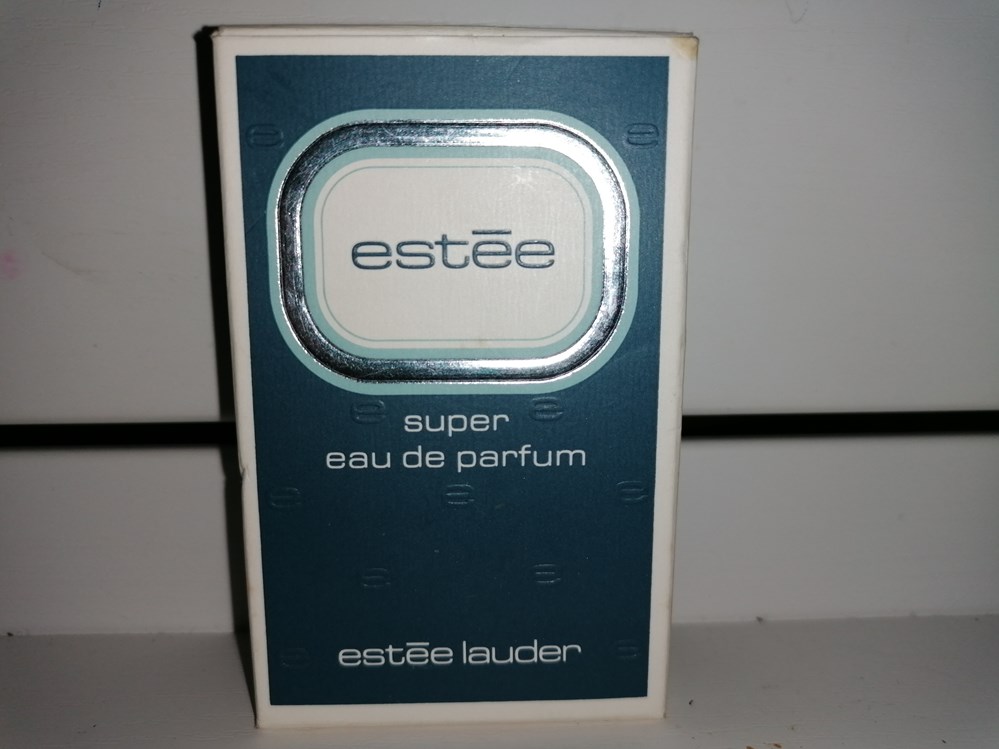 estēe
super
eau de parfum
estēe lauder